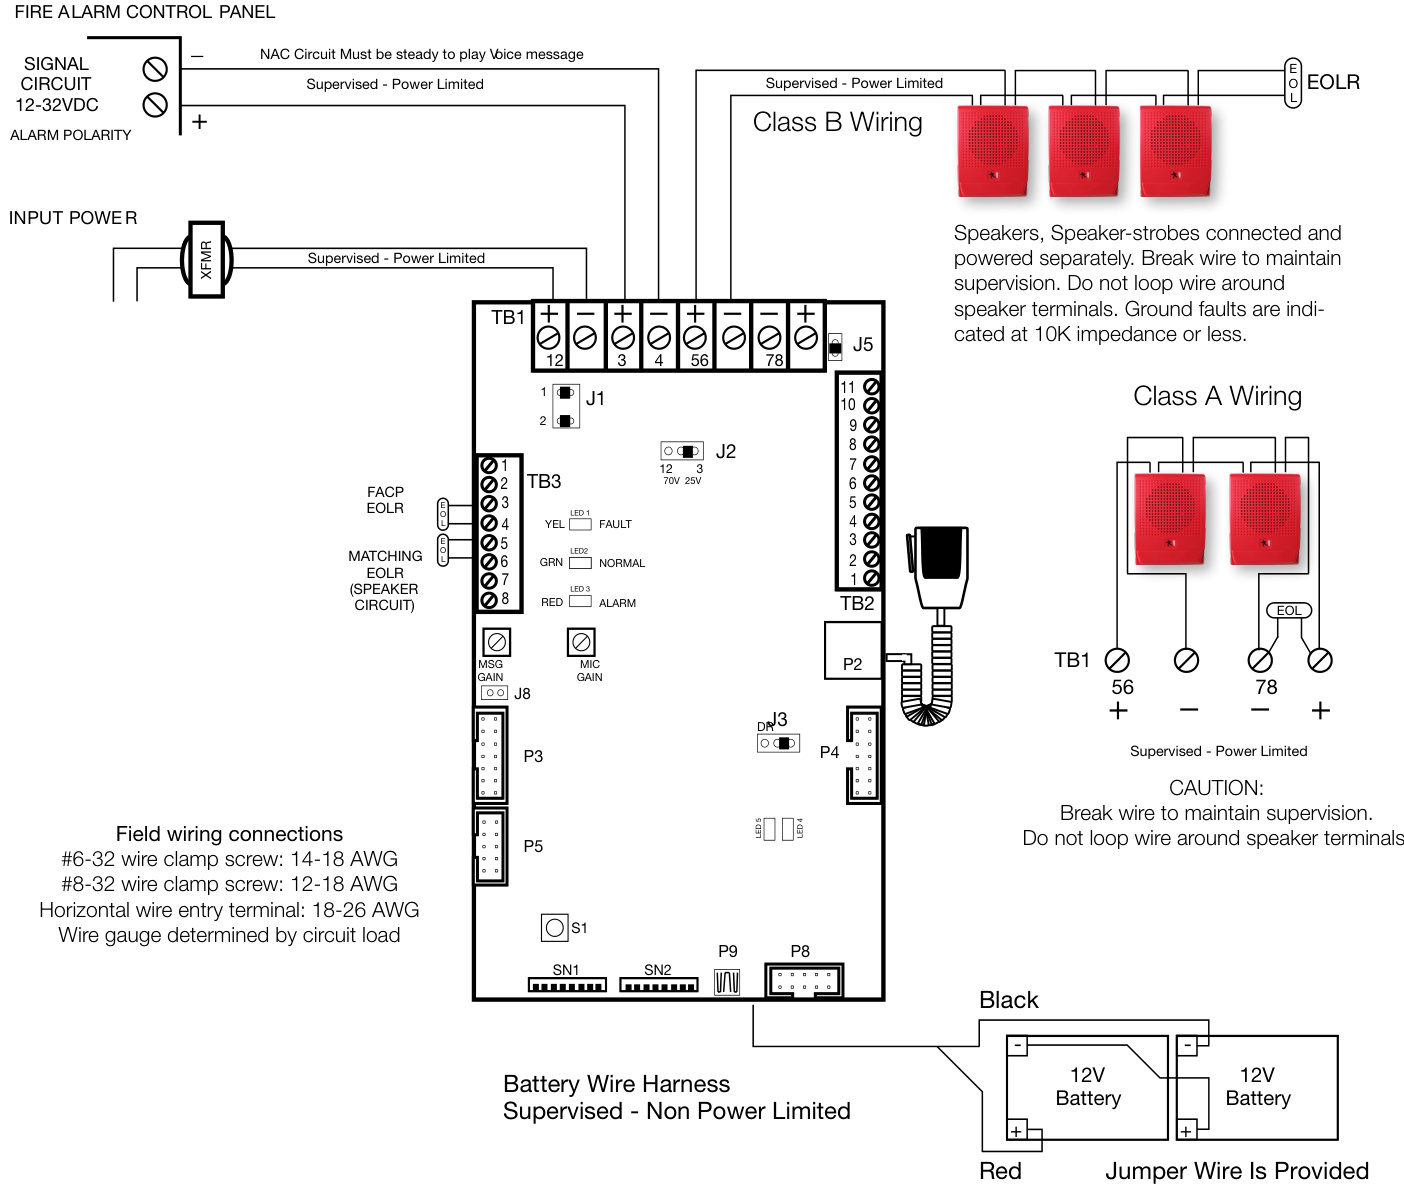 FIRE ALARM CONTROL PANEL
SIGNAL
CIRCUIT
12-32VDC
ALARM POLARITY
−
+
NAC Circuit Must be steady to play Voice message
Supervised - Power Limited
Supervised - Power Limited
Class B Wiring
EOL
EOLR
Speakers, Speaker-strobes connected and
powered separately. Break wire to maintain
supervision. Do not loop wire around
speaker terminals. Ground faults are indi-
cated at 10K impedance or less.
INPUT POWER
XFMR
Supervised - Power Limited
TB1
+ − + − + − − +
12 3 4 56 78
J5
1
2
J1
J2
12 3
70V 25V
11
10
9
8
7
6
5
4
3
2
1
TB2
FACP
EOLR
EOL
MATCHING
EOLR
(SPEAKER
CIRCUIT)
EOL
1
2
3
4
5
6
7
8
TB3
LED 1
YEL FAULT
LED2
GRN NORMAL
LED 3
RED ALARM
MSG
GAIN
MIC
GAIN
J8
P2
P3
J3
DR
P4
P5
LED 5
LED 4
S1
SN1
SN2
P9
P8
Class A Wiring
EOL
TB1
56 78
+ − − +
Supervised - Power Limited
CAUTION:
Break wire to maintain supervision.
Do not loop wire around speaker terminals
Field wiring connections
#6-32 wire clamp screw: 14-18 AWG
#8-32 wire clamp screw: 12-18 AWG
Horizontal wire entry terminal: 18-26 AWG
Wire gauge determined by circuit load
Battery Wire Harness
Supervised - Non Power Limited
Black
-
12V
Battery
+
-
12V
Battery
+
Red
Jumper Wire Is Provided